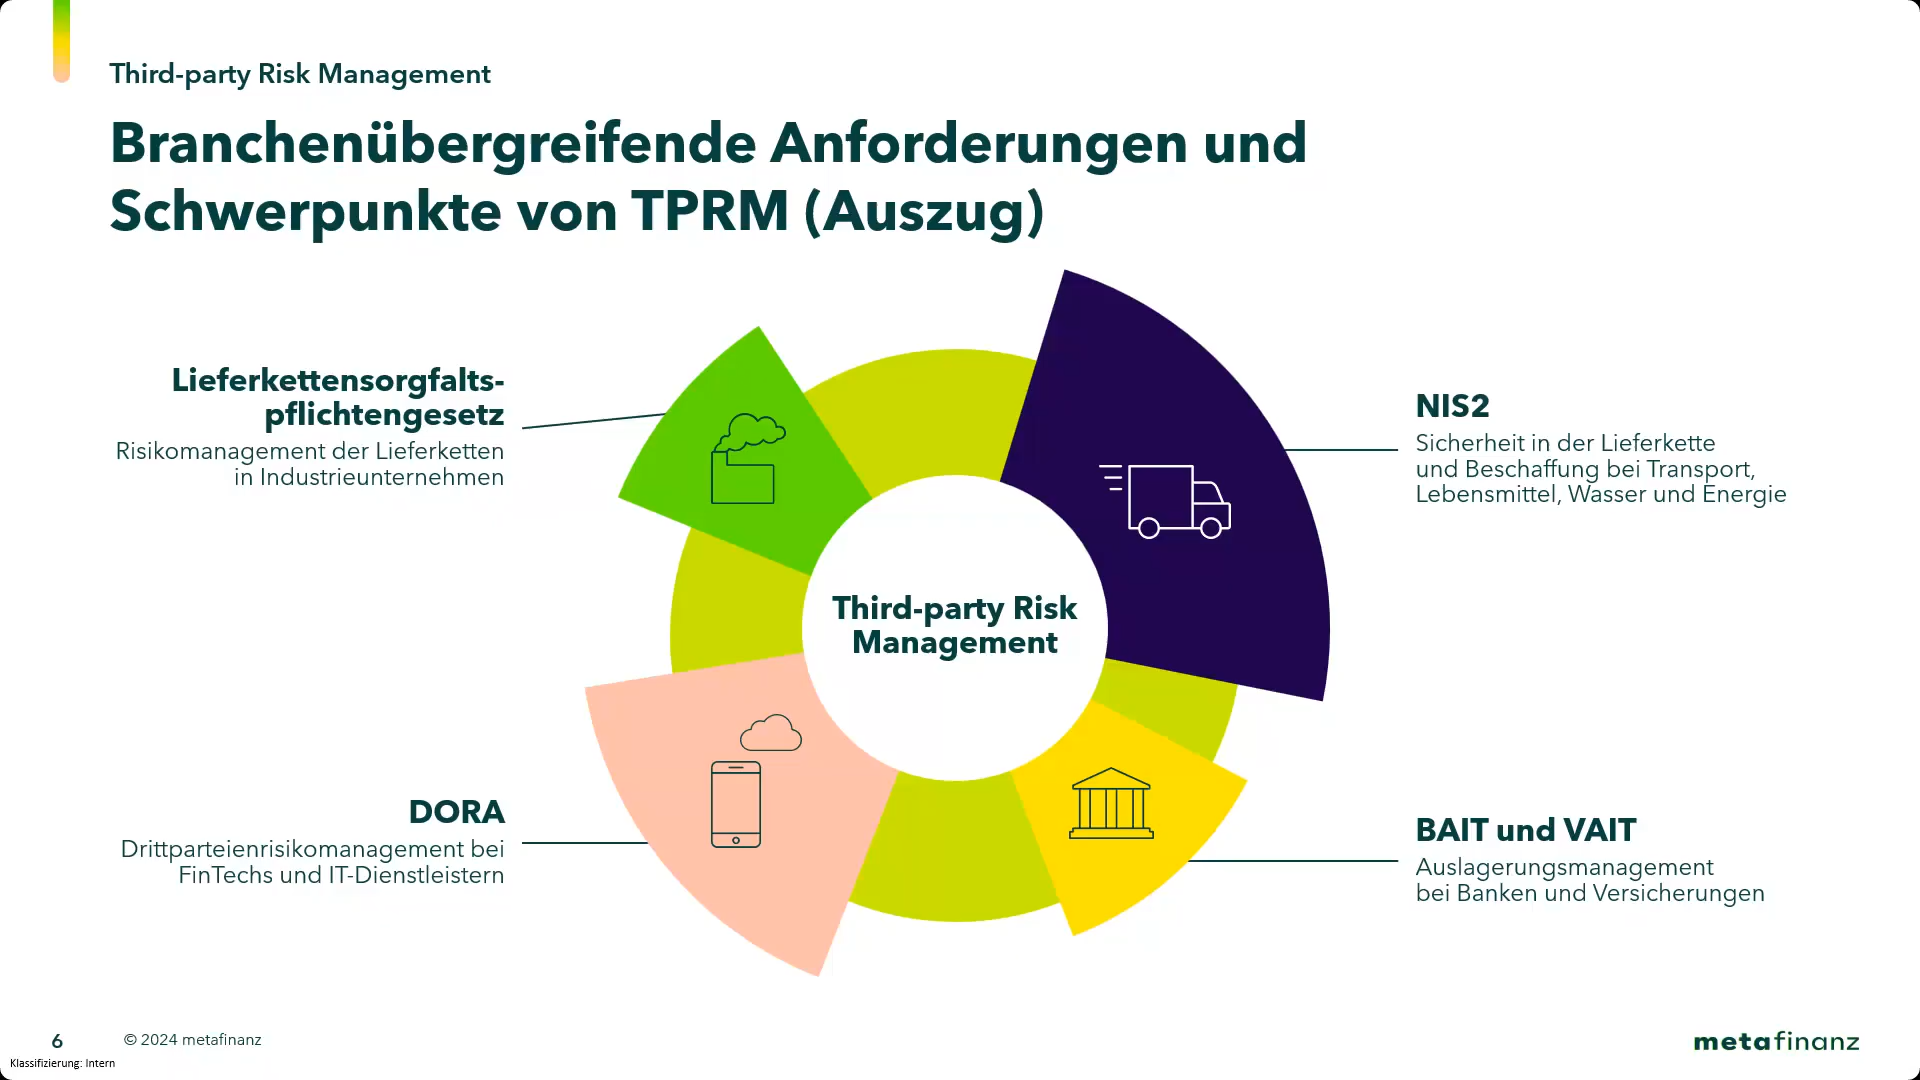 Third-party Risk Management
Branchenübergreifende Anforderungen und
Schwerpunkte von TPRM (Auszug)
Lieferkettensorgfalts-
pflichtengesetz
Risikomanagement der Lieferketten
in Industrieunternehmen
NIS2
Sicherheit in der Lieferkette
und Beschaffung bei Transport,
Lebensmittel, Wasser und Energie
Third-party Risk
Management
DORA
Drittparteienrisikomanagement bei
FinTechs und IT-Dienstleistern
BAIT und VAIT
Auslagerungsmanagement
bei Banken und Versicherungen
6
© 2024 metafinanz
Klassifizierung: Intern
metafinanz